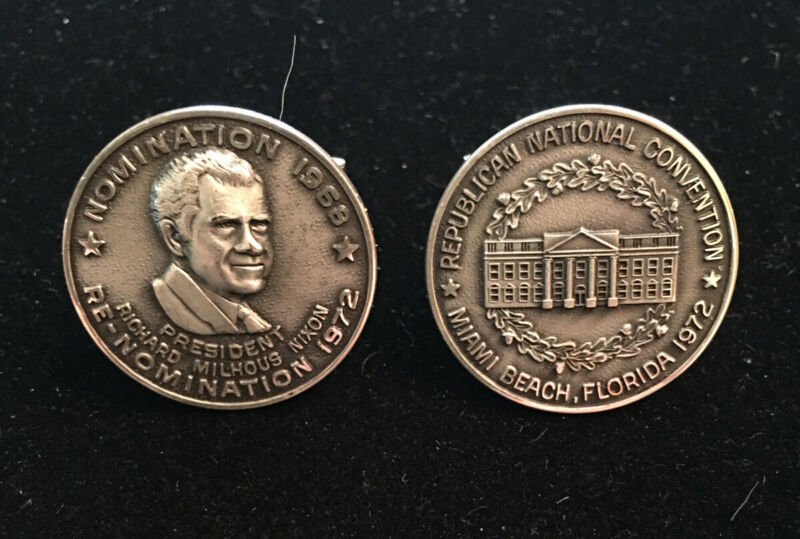 NOMINATION 1968
PRESIDENT
RICHARD MILHOUS NIXON
RE-NOMINATION 1972
REPUBLICAN NATIONAL CONVENTION
MIAMI BEACH, FLORIDA 1972